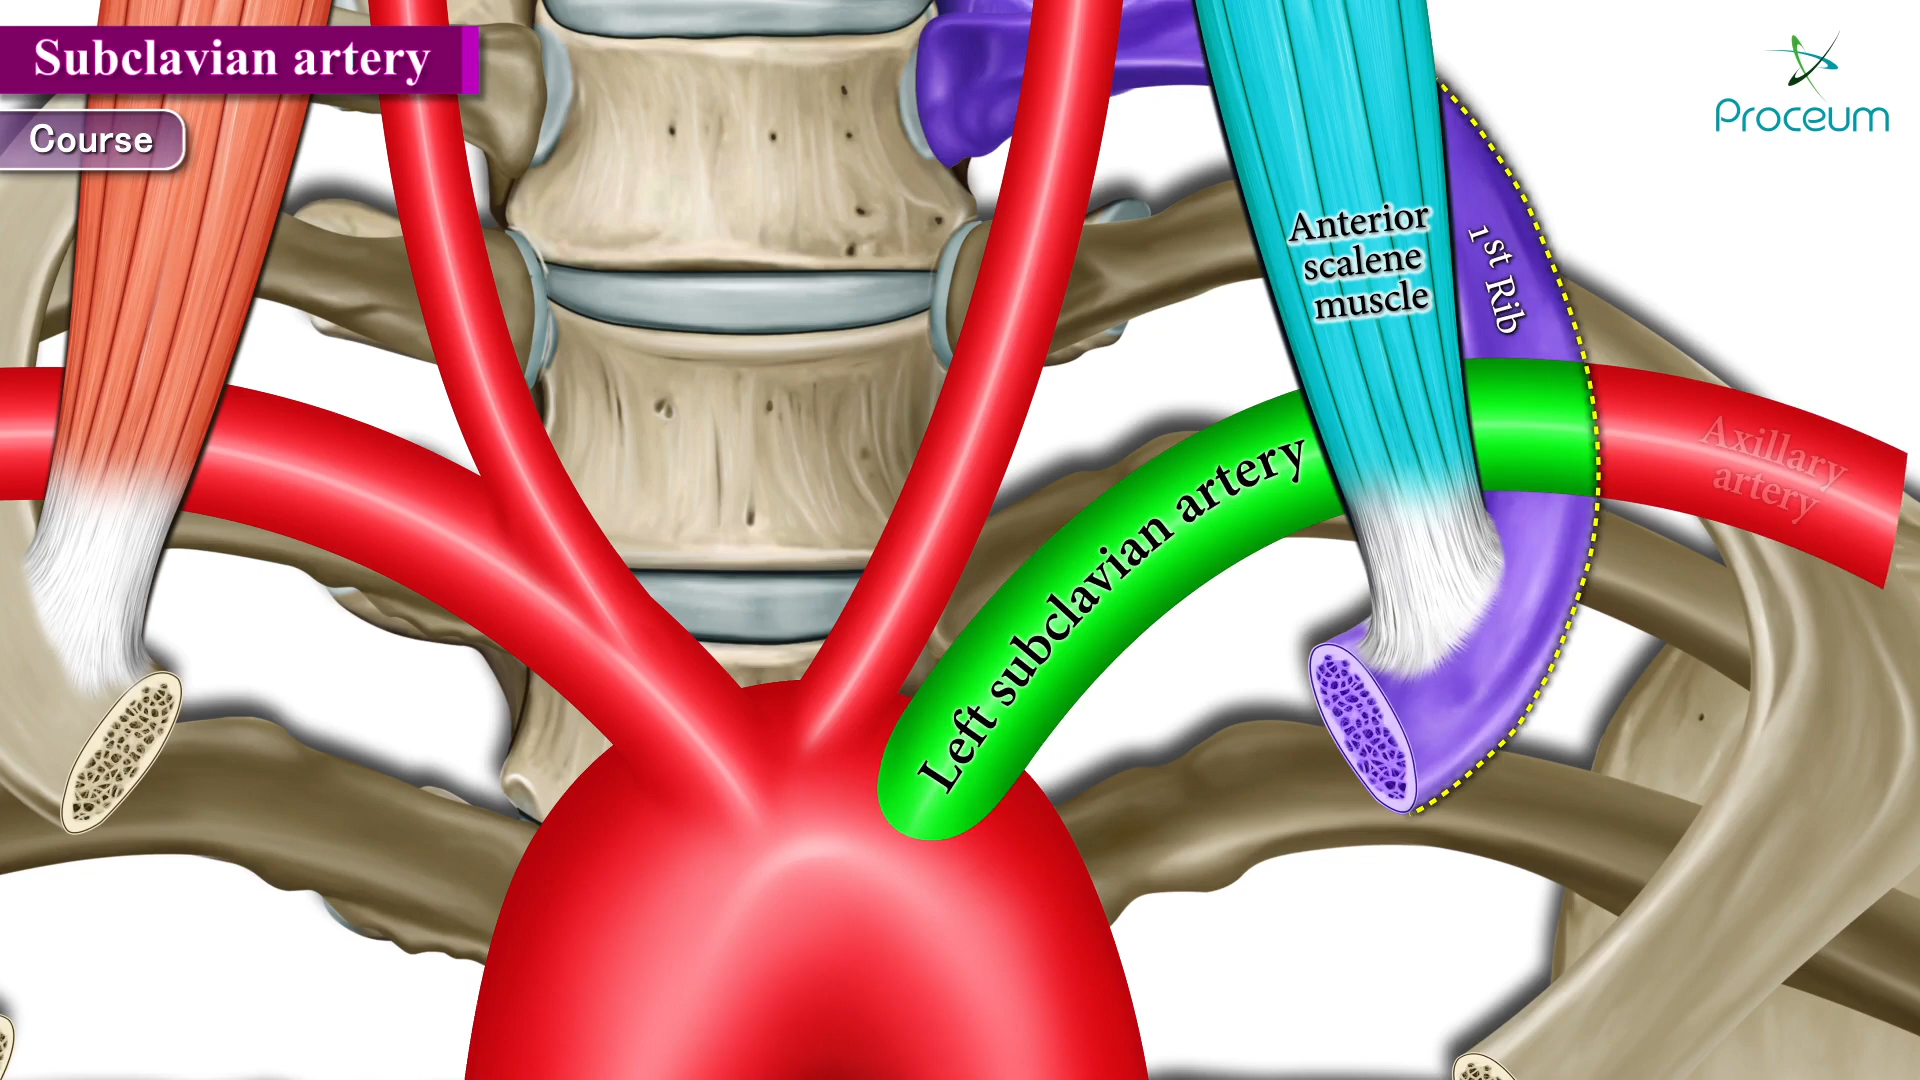 Subclavian artery
Course
Proceum
Anterior
scalene
muscle
1st Rib
Left subclavian artery
Axillary
artery